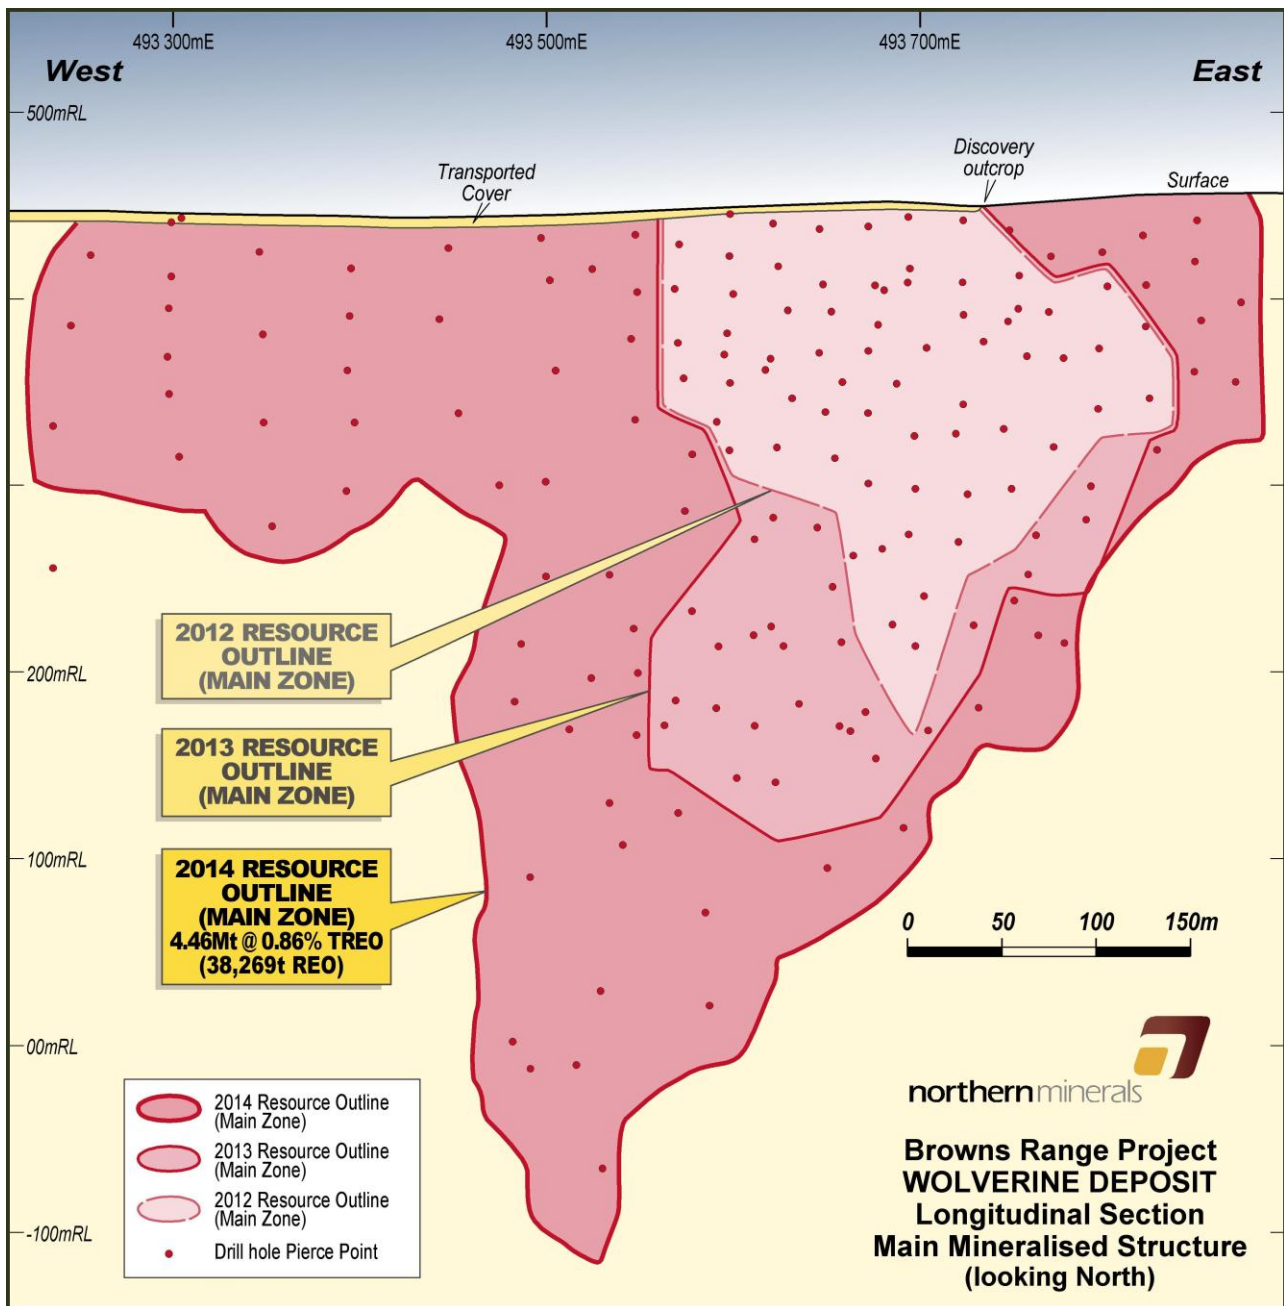 493 300mE
493 500mE
493 700mE
West
East
500mRL
Transported
Cover
Discovery
outcrop
Surface
2012 RESOURCE
OUTLINE
(MAIN ZONE)
200mRL
2013 RESOURCE
OUTLINE
(MAIN ZONE)
100mRL
2014 RESOURCE
OUTLINE
(MAIN ZONE)
4.46Mt @ 0.86% TREO
(38,269t REO)
0 50 100 150m
00mRL
northernminerals
2014 Resource Outline
(Main Zone)
2013 Resource Outline
(Main Zone)
2012 Resource Outline
(Main Zone)
Drill hole Pierce Point
-100mRL
Browns Range Project
WOLVERINE DEPOSIT
Longitudinal Section
Main Mineralised Structure
(looking North)